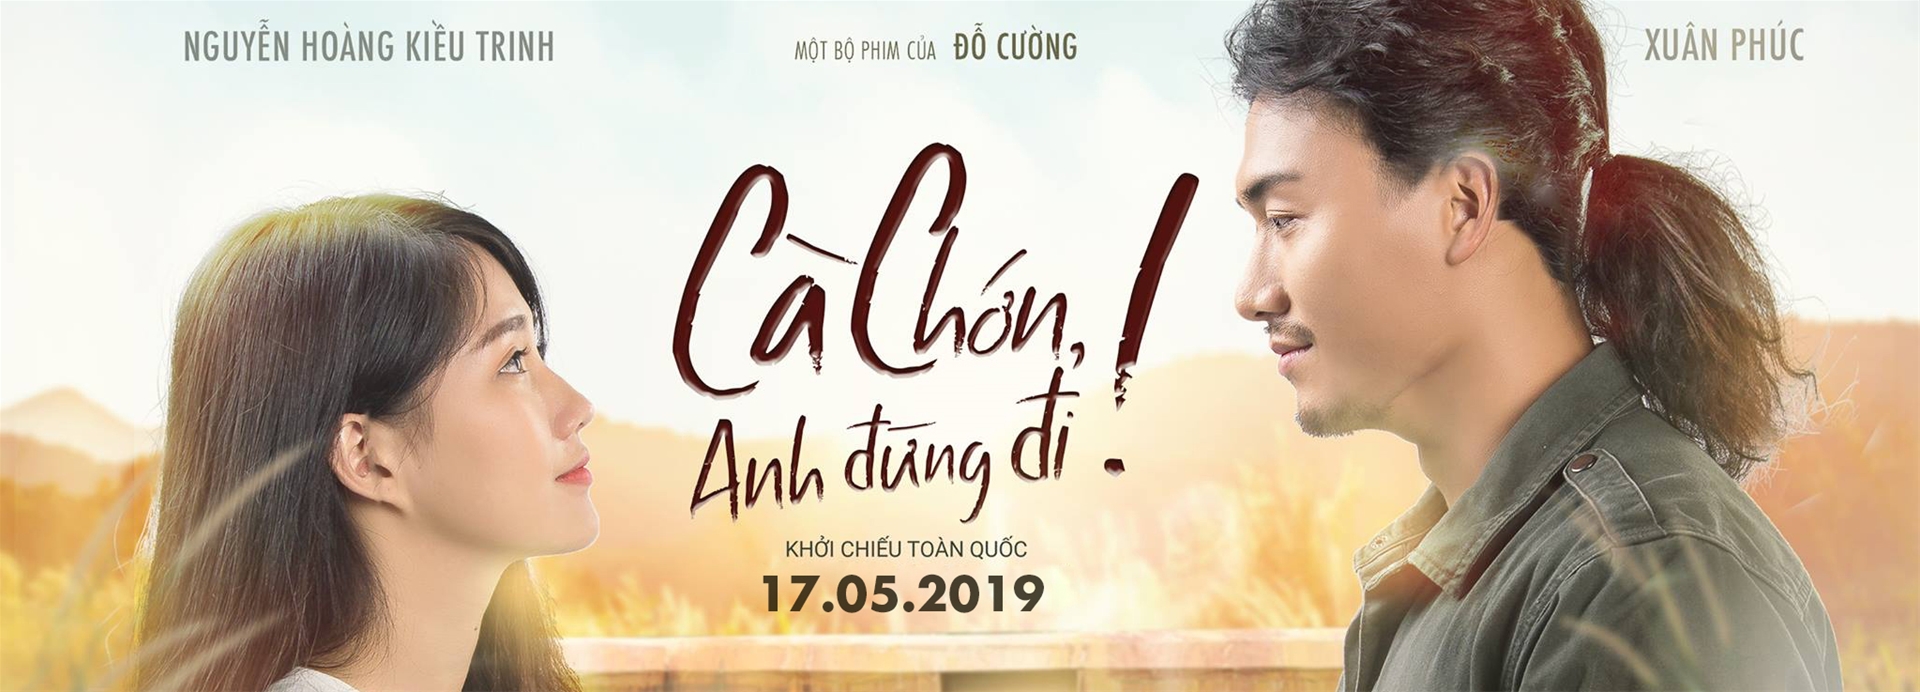 NGUYỄN HOÀNG KIỀU TRINH
MỘT BỘ PHIM CỦA ĐỖ CƯỜNG
XUÂN PHÚC
Cà Chớn,
Anh đừng đi!
KHỞI CHIẾU TOÀN QUỐC
17.05.2019